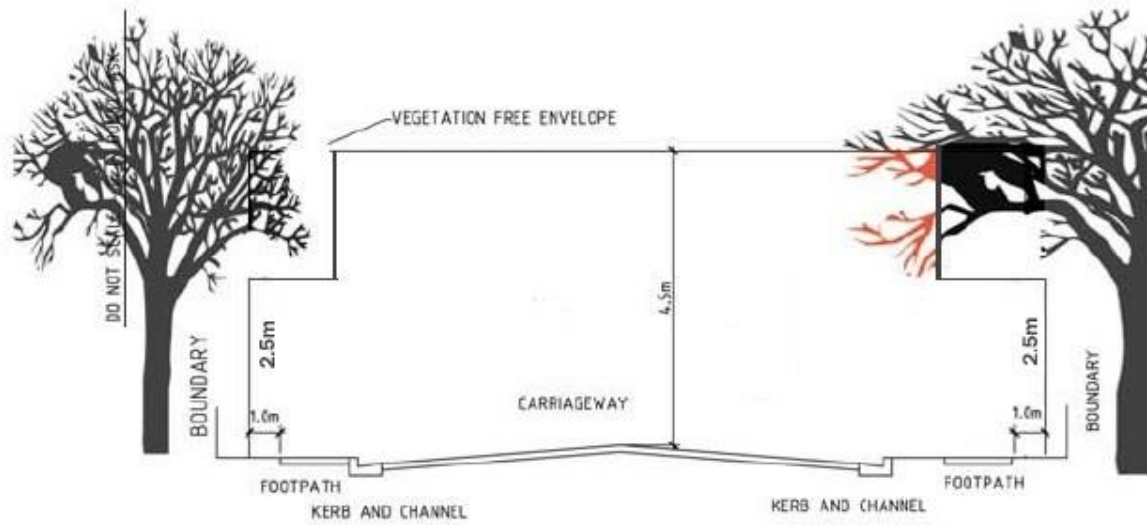 VEGETATION FREE ENVELOPE
DO NOT SCALE
4.5m
2.5m
2.5m
BOUNDARY
BOUNDARY
CARRIAGEWAY
1.0m
1.0m
FOOTPATH
FOOTPATH
KERB AND CHANNEL
KERB AND CHANNEL